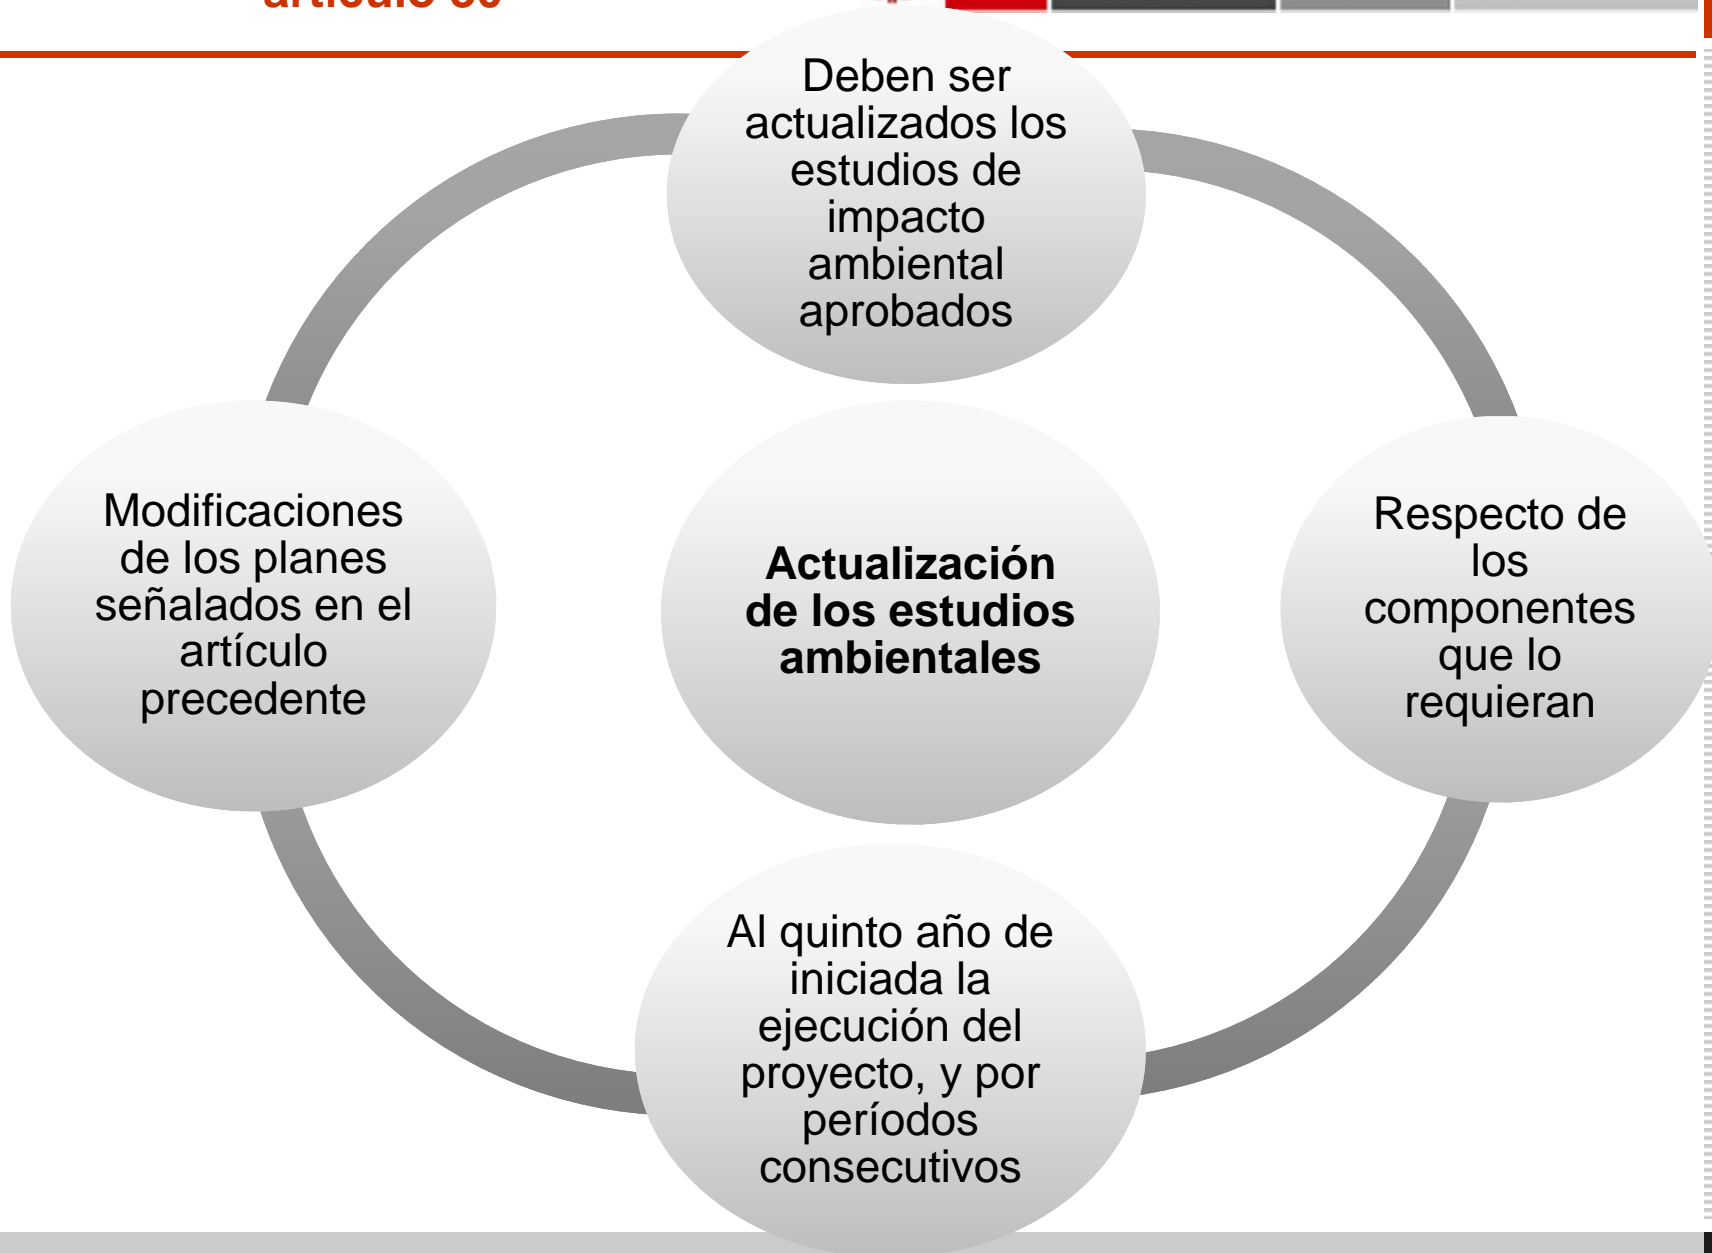 Deben ser
actualizados los
estudios de
impacto
ambiental
aprobados
Respecto de
los
componentes
que lo
requieran
Al quinto año de
iniciada la
ejecución del
proyecto, y por
períodos
consecutivos
Modificaciones
de los planes
señalados en el
artículo
precedente
Actualización
de los estudios
ambientales